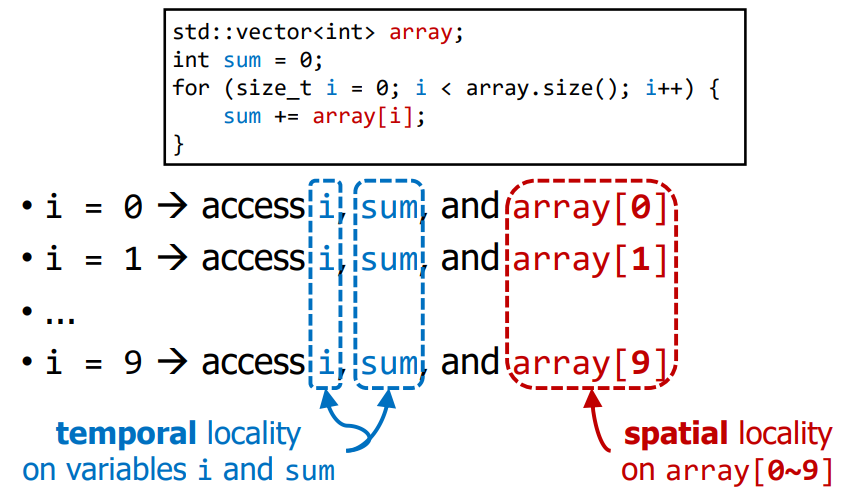 std::vector<int> array;
int sum = 0;
for (size_t i = 0; i < array.size(); i++) {
    sum += array[i];
}
• i = 0 → access i, sum, and array[0]
• i = 1 → access i, sum, and array[1]
• ...
• i = 9 → access i, sum, and array[9]
temporal locality
on variables i and sum
spatial locality
on array[0~9]